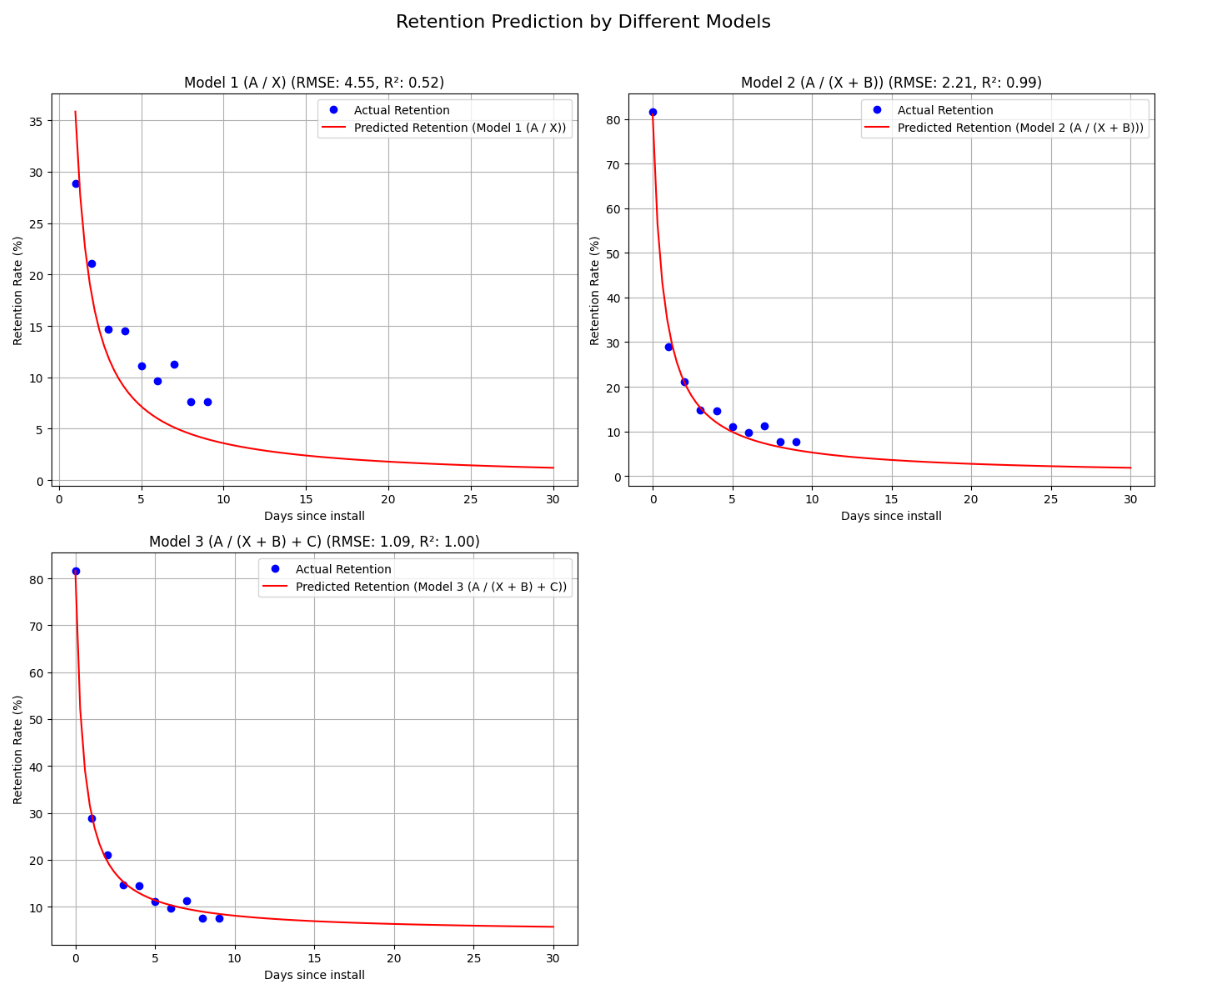 Retention Prediction by Different Models
Model 1 (A / X) (RMSE: 4.55, R²: 0.52)
Actual Retention
Predicted Retention (Model 1 (A / X))
Retention Rate (%)
35
30
25
20
15
10
5
0
0 5 10 15 20 25 30
Days since install
Model 2 (A / (X + B)) (RMSE: 2.21, R²: 0.99)
Actual Retention
Predicted Retention (Model 2 (A / (X + B)))
Retention Rate (%)
80
70
60
50
40
30
20
10
0
0 5 10 15 20 25 30
Days since install
Model 3 (A / (X + B) + C) (RMSE: 1.09, R²: 1.00)
Actual Retention
Predicted Retention (Model 3 (A / (X + B) + C))
Retention Rate (%)
80
70
60
50
40
30
20
10
0 5 10 15 20 25 30
Days since install